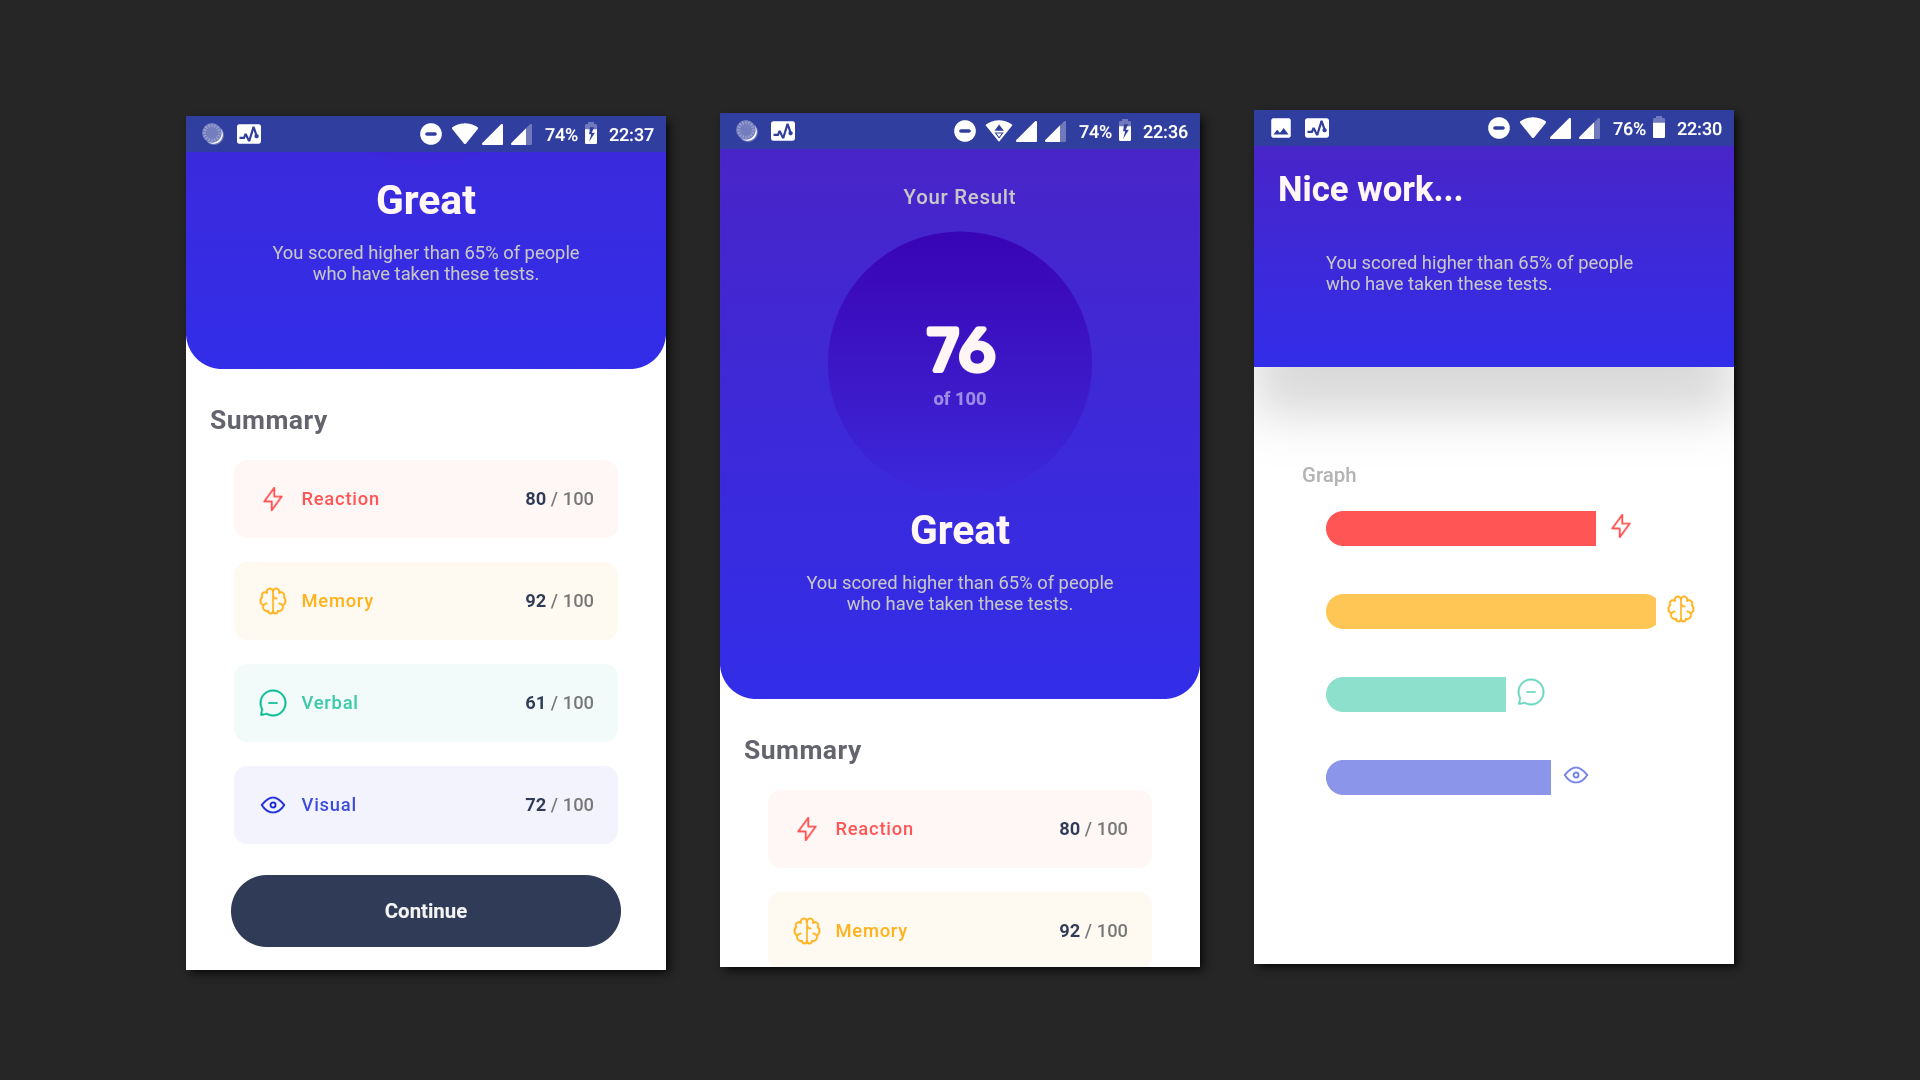 74% 22:37
Great
You scored higher than 65% of people
who have taken these tests.
Summary
Reaction 80 / 100
Memory 92 / 100
Verbal 61 / 100
Visual 72 / 100
Continue
74% 22:36
Your Result
76
of 100
Great
You scored higher than 65% of people
who have taken these tests.
Summary
Reaction 80 / 100
Memory 92 / 100
76% 22:30
Nice work...
You scored higher than 65% of people
who have taken these tests.
Graph